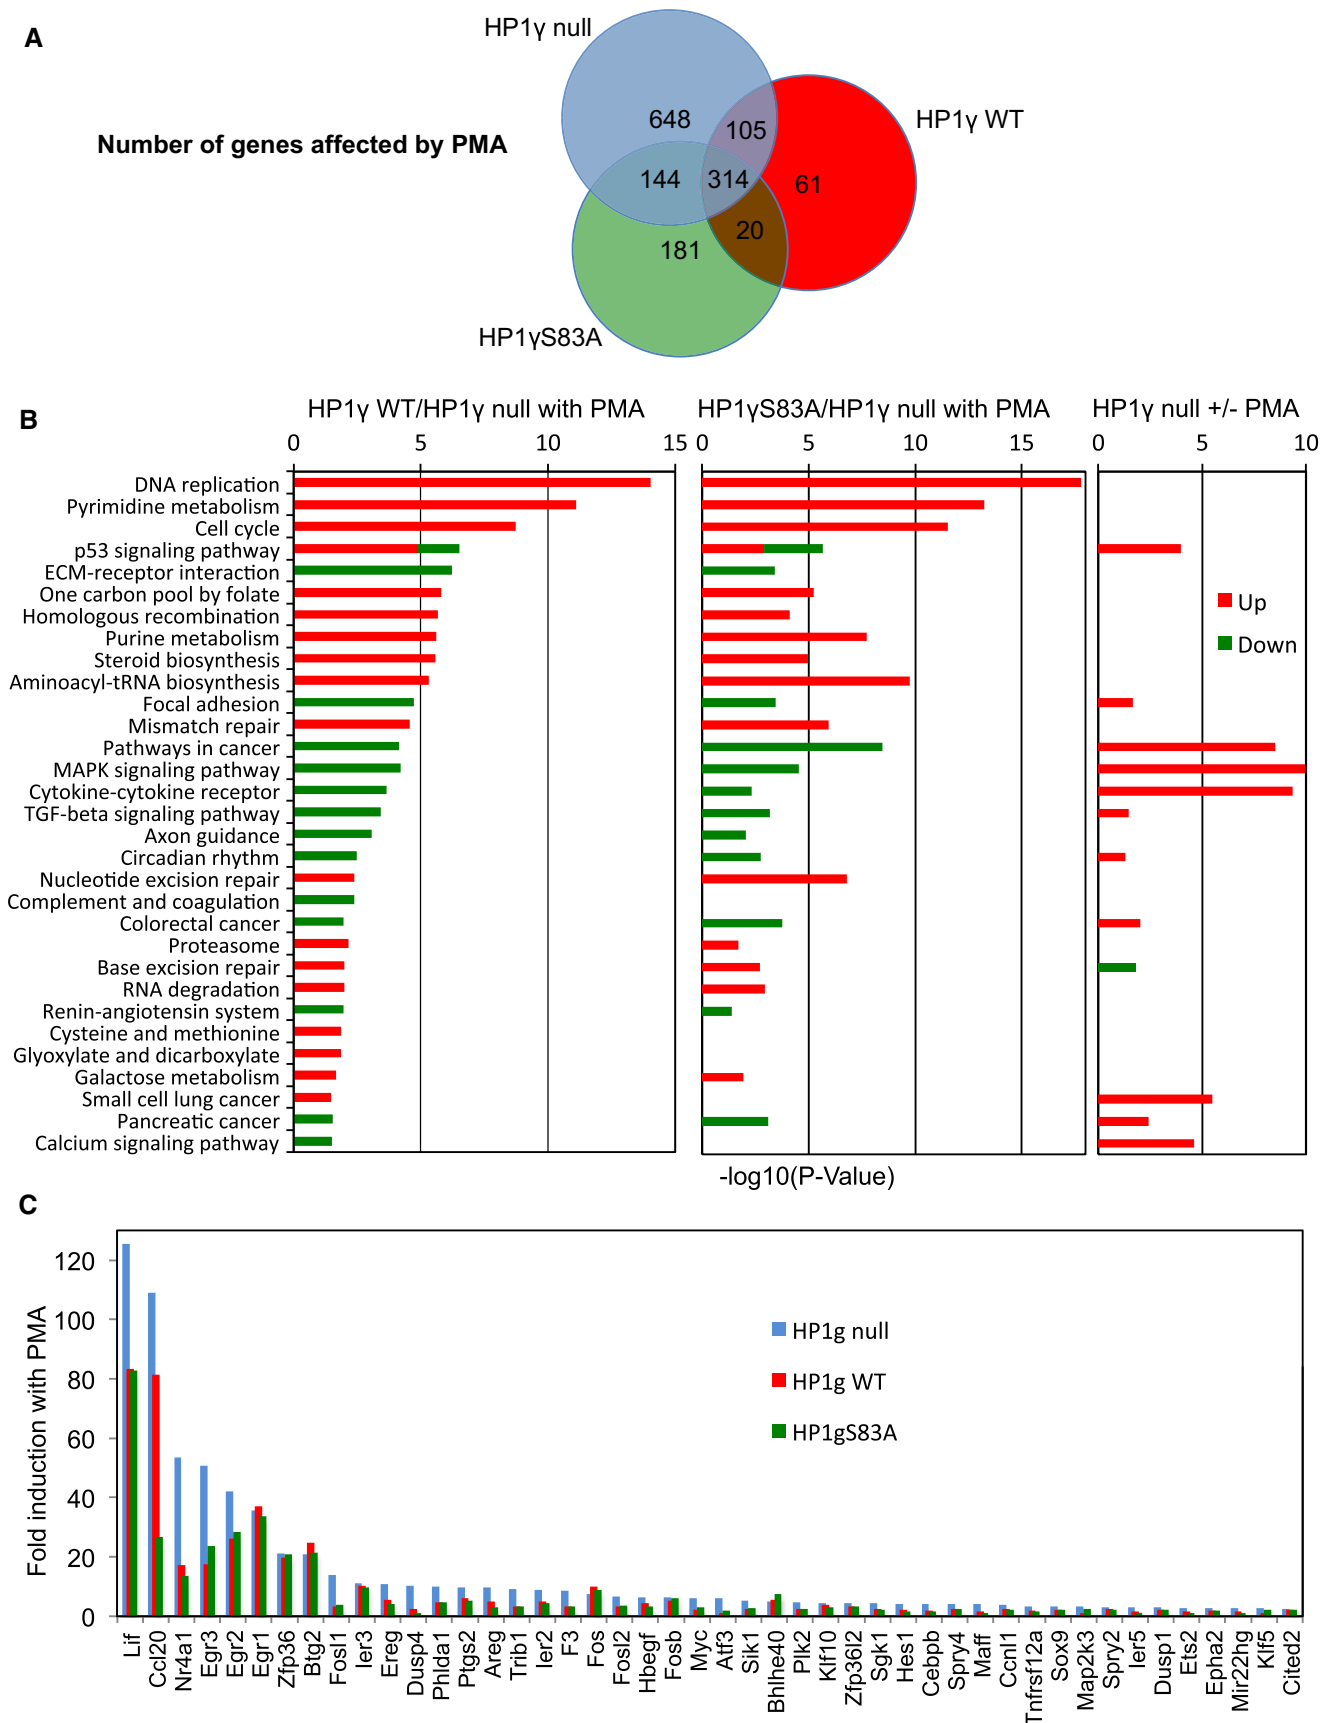 A
HP1γ null
HP1γ WT
Number of genes affected by PMA
648
105
144
314
61
20
181
HP1γS83A
B
HP1γ WT/HP1γ null with PMA
HP1γS83A/HP1γ null with PMA
HP1γ null +/- PMA
0 5 10 15
0 5 10 15
0 5 10
DNA replication
Pyrimidine metabolism
Cell cycle
p53 signaling pathway
ECM-receptor interaction
One carbon pool by folate
Homologous recombination
Purine metabolism
Steroid biosynthesis
Aminoacyl-tRNA biosynthesis
Focal adhesion
Mismatch repair
Pathways in cancer
MAPK signaling pathway
Cytokine-cytokine receptor
TGF-beta signaling pathway
Axon guidance
Circadian rhythm
Nucleotide excision repair
Complement and coagulation
Colorectal cancer
Proteasome
Base excision repair
RNA degradation
Renin-angiotensin system
Cysteine and methionine
Glyoxylate and dicarboxylate
Galactose metabolism
Small cell lung cancer
Pancreatic cancer
Calcium signaling pathway
Up
Down
-log10(P-Value)
C
Fold induction with PMA
120
100
80
60
40
20
0
HP1g null
HP1g WT
HP1gS83A
Lif
Ccl20
Nr4a1
Egr3
Egr2
Egr1
Zfp36
Btg2
Fosl1
Ier3
Ereg
Dusp4
Phlda1
Ptgs2
Areg
Trib1
Ier2
F3
Fos
Fosl2
Hbegf
Fosb
Myc
Atf3
Sik1
Bhlhe40
Plk2
Klf10
Zfp36l2
Sgk1
Hes1
Cebpb
Spry4
Maff
Ccnl1
Tnfrsf12a
Sox9
Map2k3
Spry2
Ier5
Dusp1
Ets2
Epha2
Mir22hg
Klf5
Cited2